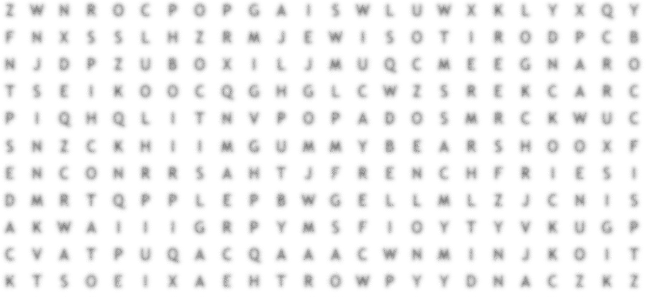 Z W N R O C P O P G A I S W L U W X K L Y X Q Y
F N X S S L H Z R M J E W I S O T I R O D P C B
N J D P Z U B O X I L J M U Q C M E E G N A R O
T S E I K O O C Q G H G L C W Z S R E K C A R C
P I Q H Q L I T N V P O P A D O S M R C K W U C
S N Z C K H I I M G U M M Y B E A R S H O O X F
E N C O N R R S A H T J F R E N C H F R I E S I
D M R T Q P P L E P B W G E L L M L Z J C N I S
A K W A I I I G R P Y M S F I O Y T Y V K U G P
C V A T P U Q A C Q A A A C W N M I N J K O I T
K T S O E I X A E H T R O W P Y Y D N A C Z K Z